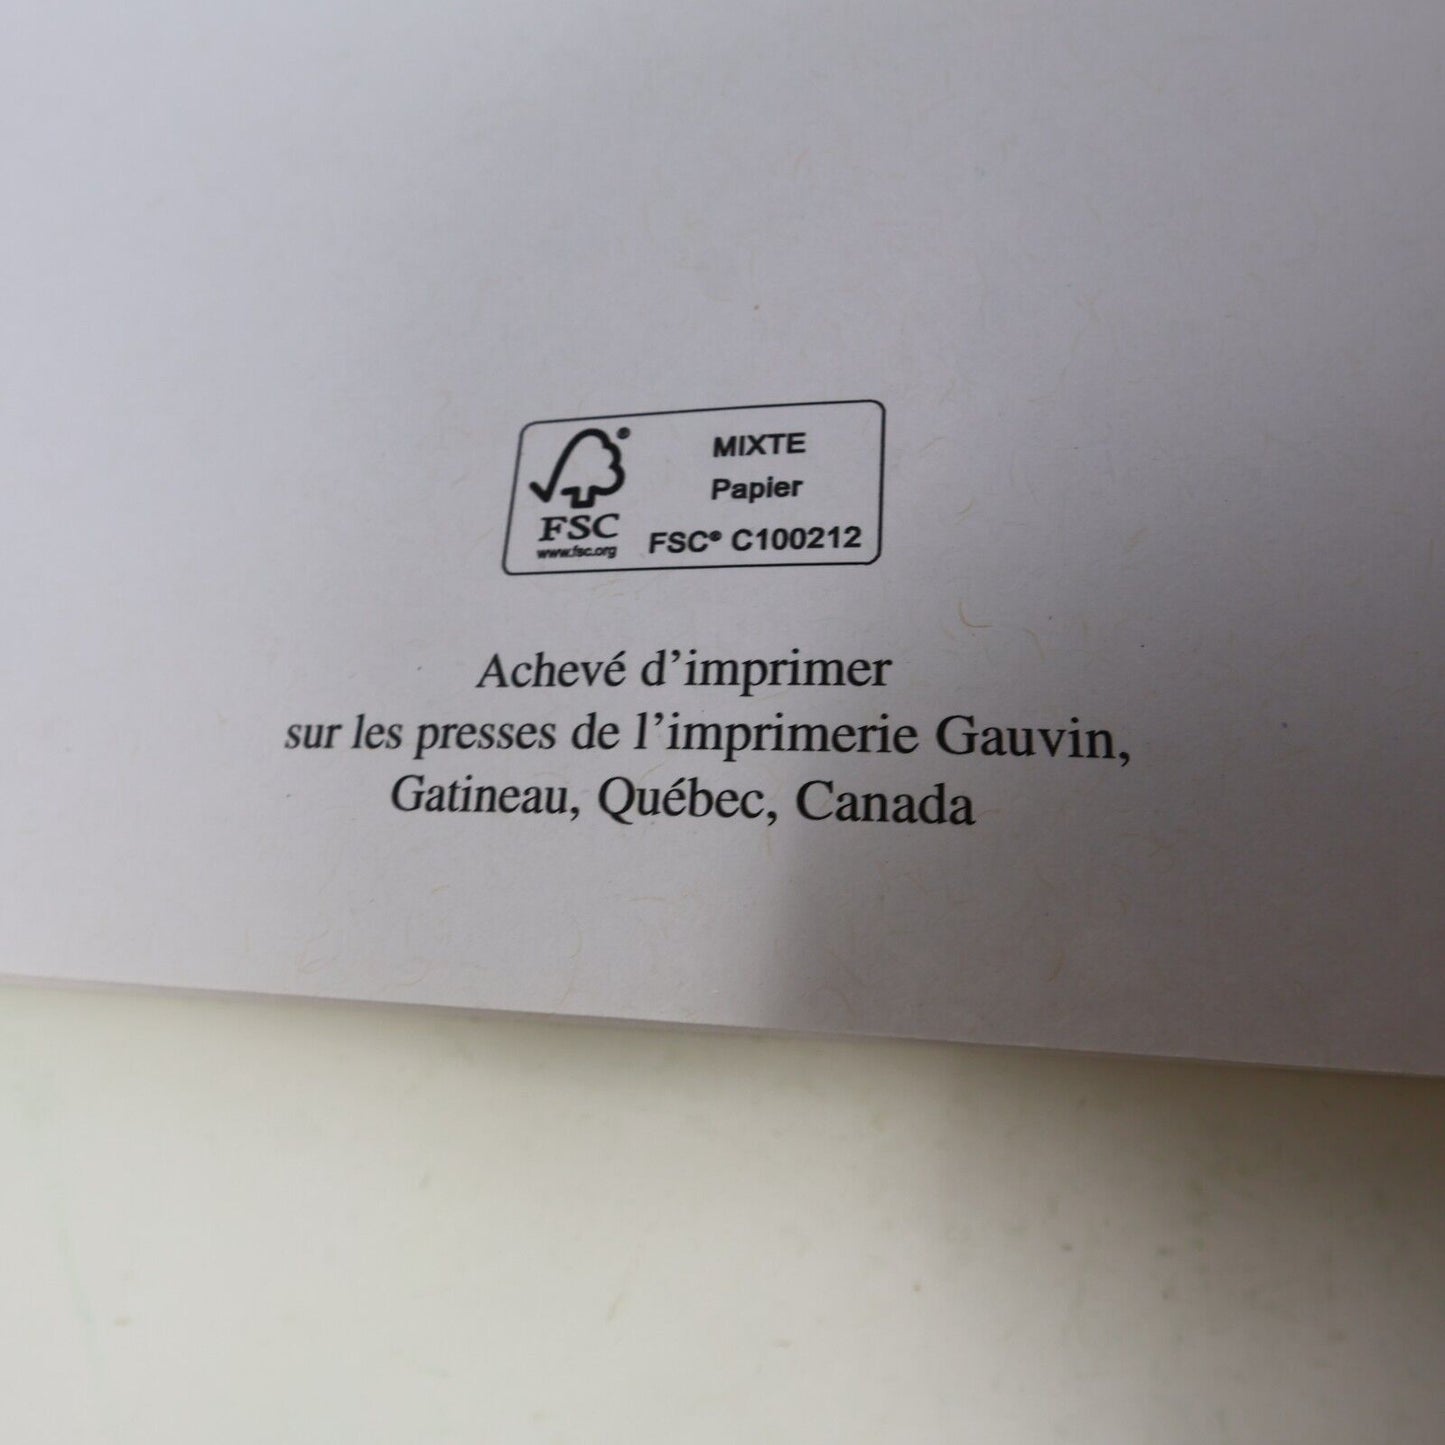 MIXTE
Papier
FSC® C100212
FSC
www.fsc.org
Achevé d’imprimer
sur les presses de l’imprimerie Gauvin,
Gatineau, Québec, Canada